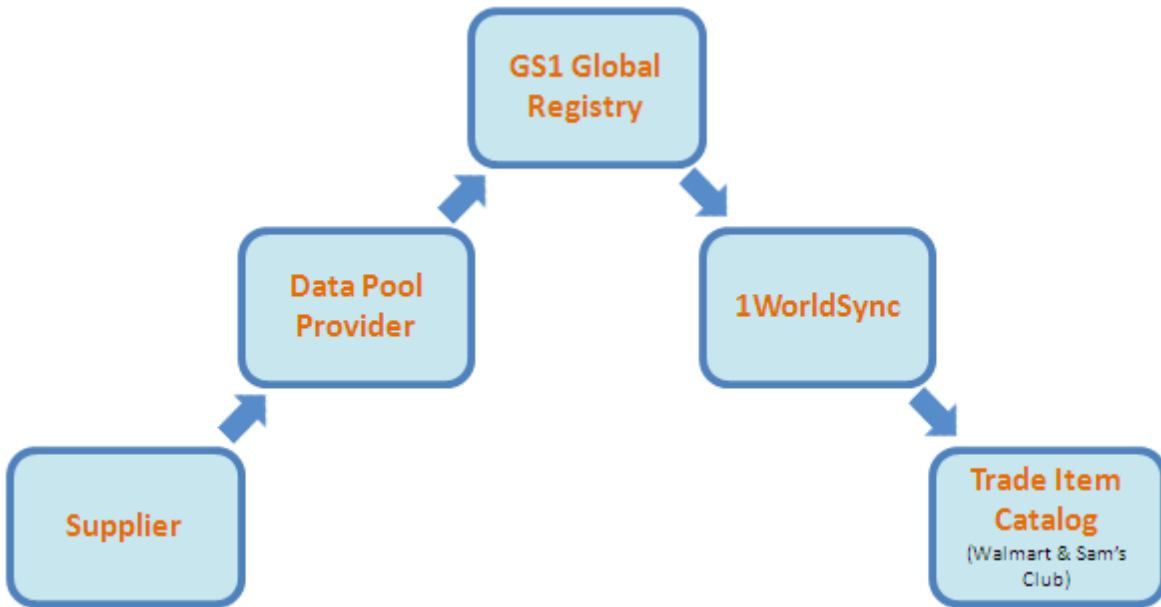 GS1 Global
Registry
Data Pool
Provider
1WorldSync
Supplier
Trade Item
Catalog
(Walmart & Sam's
Club)